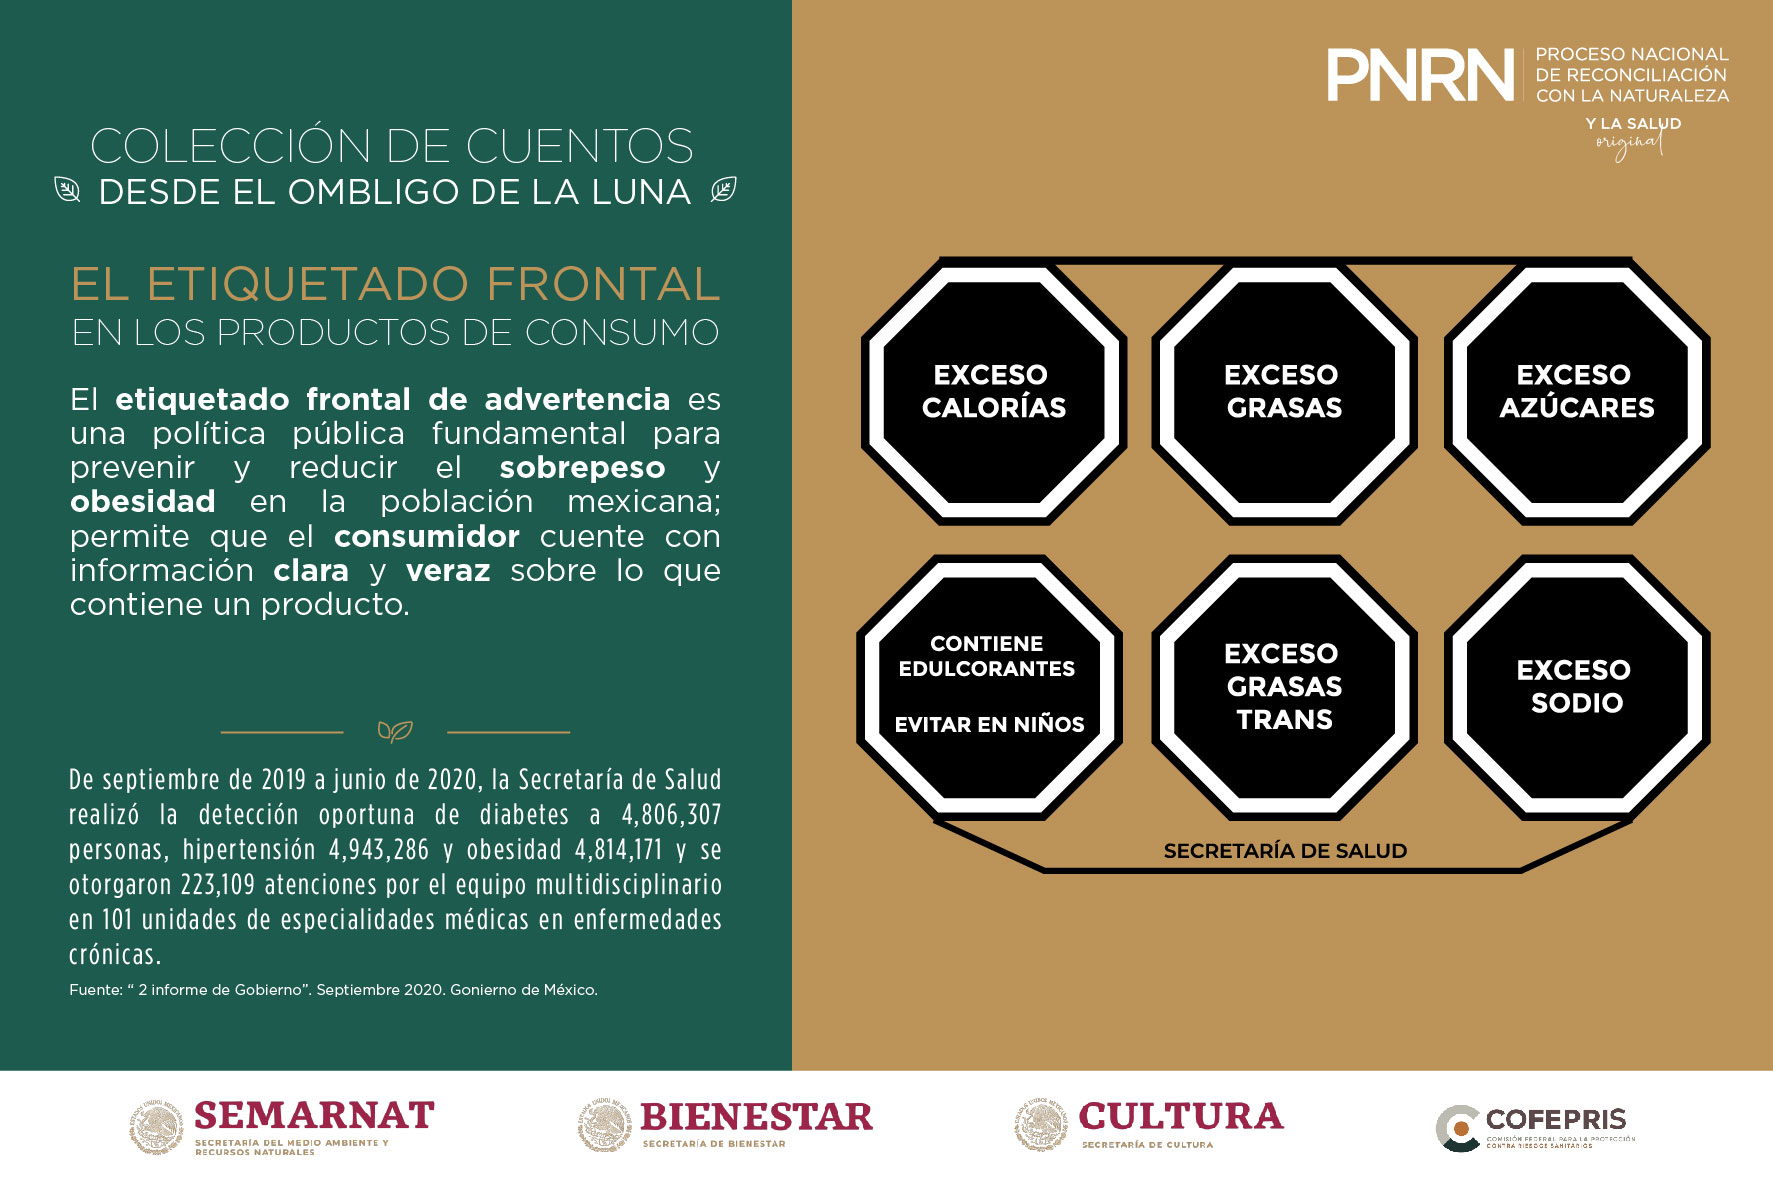 COLECCIÓN DE CUENTOS
DESDE EL OMBLIGO DE LA LUNA
EL ETIQUETADO FRONTAL
EN LOS PRODUCTOS DE CONSUMO
El etiquetado frontal de advertencia es
una política pública fundamental para
prevenir y reducir el sobrepeso y
obesidad en la población mexicana;
permite que el consumidor cuente con
información clara y veraz sobre lo que
contiene un producto.
De septiembre de 2019 a junio de 2020, la Secretaría de Salud
realizó la detección oportuna de diabetes a 4,806,307
personas, hipertensión 4,943,286 y obesidad 4,814,171 y se
otorgaron 223,109 atenciones por el equipo multidisciplinario
en 101 unidades de especialidades médicas en enfermedades
crónicas.
Fuente: “ 2 informe de Gobierno”. Septiembre 2020. Gonierno de México.
PNRN
PROCESO NACIONAL
DE RECONCILIACIÓN
CON LA NATURALEZA
Y LA SALUD
original
EXCESO
CALORÍAS
EXCESO
GRASAS
EXCESO
AZÚCARES
CONTIENE
EDULCORANTES
EVITAR EN NIÑOS
EXCESO
GRASAS
TRANS
EXCESO
SODIO
SECRETARÍA DE SALUD
SEMARNAT
SECRETARÍA DEL MEDIO AMBIENTE Y
RECURSOS NATURALES
BIENESTAR
SECRETARÍA DE BIENESTAR
CULTURA
SECRETARÍA DE CULTURA
COFEPRIS
COMISIÓN FEDERAL PARA LA PROTECCIÓN
CONTRA RIESGOS SANITARIOS